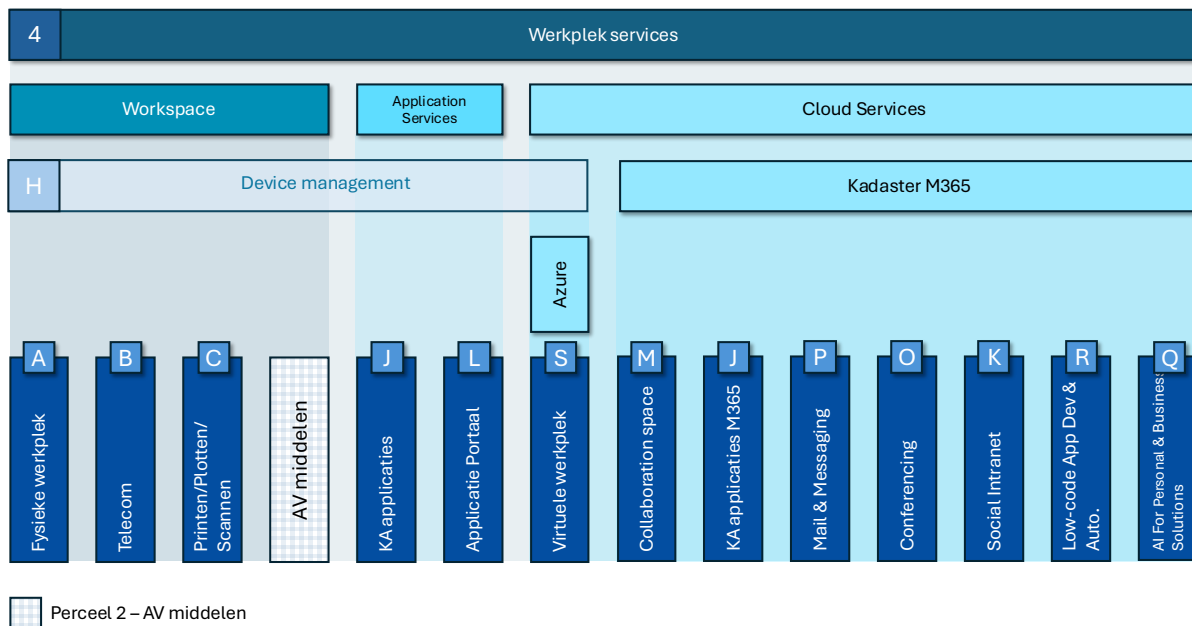 4
Werkplek services
Workspace
Application
Services
Cloud Services
H
Device management
Kadaster M365
Azure
A
B
C
J
L
S
M
J
P
O
K
R
Q
Fysieke werkplek
Telecom
Printen/Plotten/
Scannen
AV middelen
KA applicaties
Applicatie Portaal
Virtuele werkplek
Collaboration space
KA applicaties M365
Mail & Messaging
Conferencing
Social Intranet
Low-code App Dev &
Auto.
AI For Personal & Business
Solutions
Perceel 2 – AV middelen